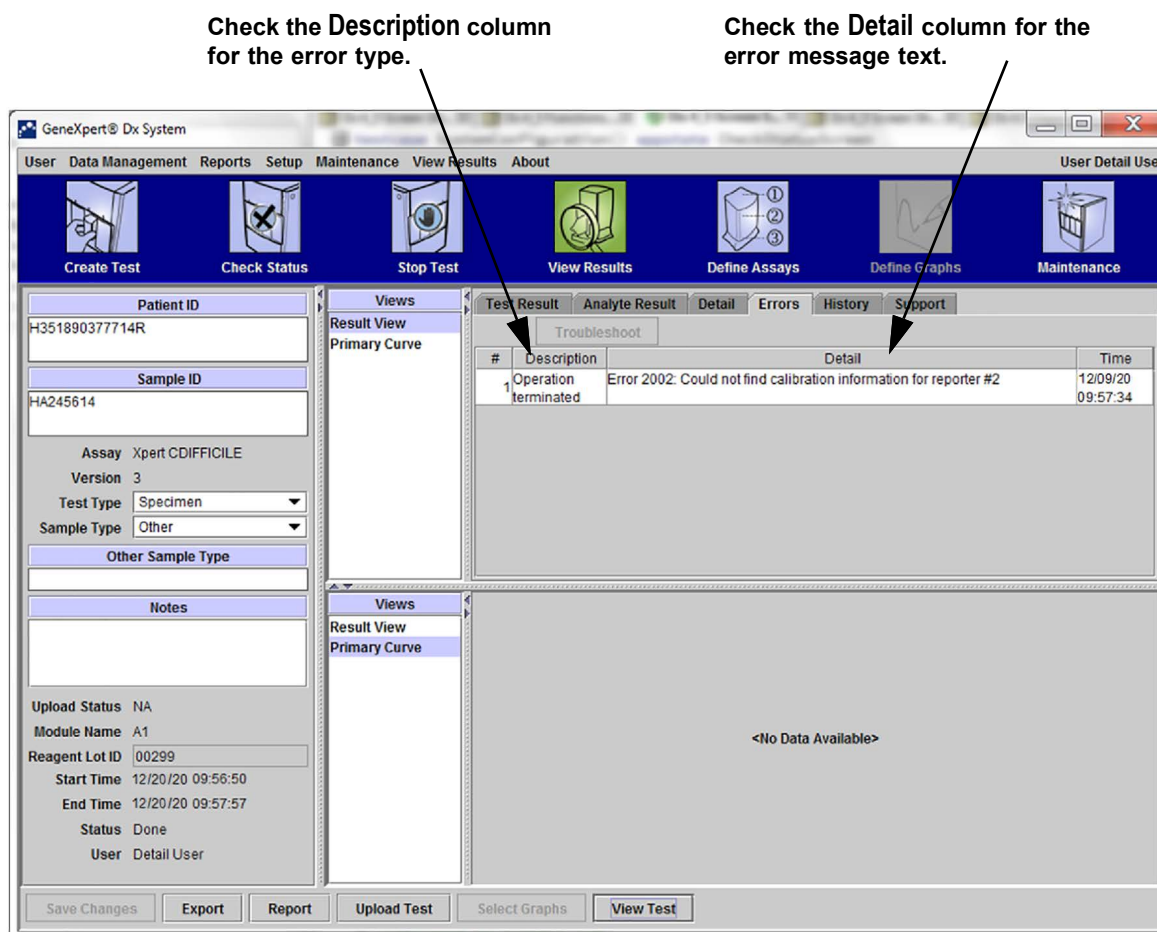 Check the Description column
for the error type.
Check the Detail column for the
error message text.
GeneXpert® Dx System
User Data Management Reports Setup Maintenance View Results About User Detail Use
Create Test Check Status Stop Test View Results Define Assays Define Graphs Maintenance
Patient ID
H351890377714R
Sample ID
HA245614
Assay Xpert CDIFFICILE
Version 3
Test Type Specimen
Sample Type Other
Other Sample Type
Notes
Upload Status NA
Module Name A1
Reagent Lot ID 00299
Start Time 12/20/20 09:56:50
End Time 12/20/20 09:57:57
Status Done
User Detail User
Views
Result View
Primary Curve
Test Result Analyte Result Detail Errors History Support
Troubleshoot
# Description Detail Time
1 Operation terminated Error 2002: Could not find calibration information for reporter #2 12/09/20 09:57:34
Views
Result View
Primary Curve
<No Data Available>
Save Changes Export Report Upload Test Select Graphs View Test